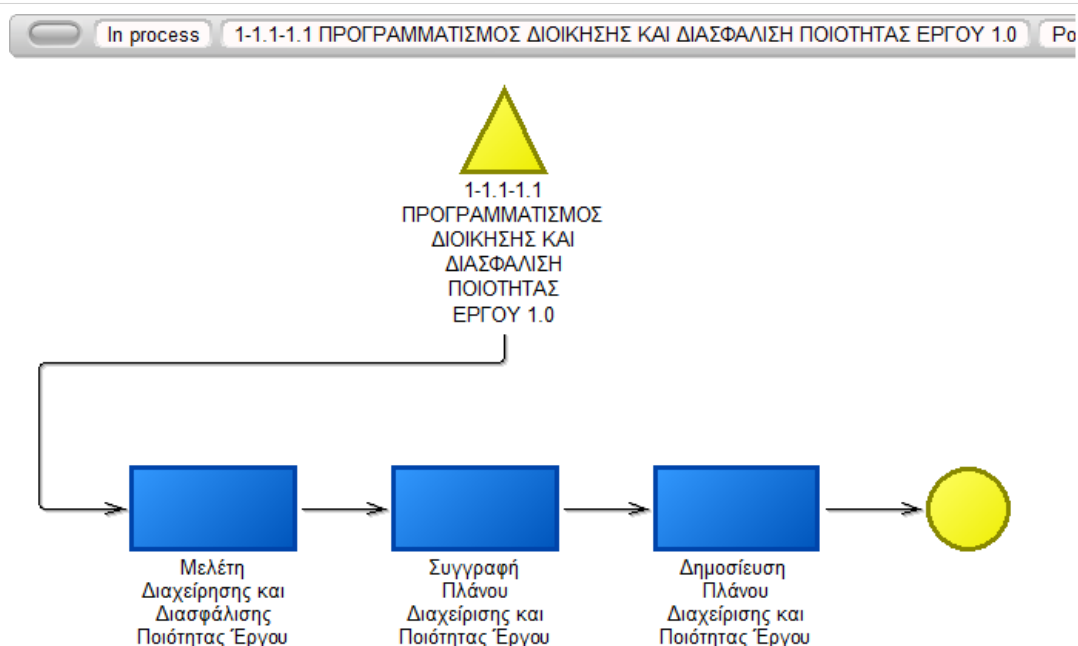 In process 1-1.1-1.1 ΠΡΟΓΡΑΜΜΑΤΙΣΜΟΣ ΔΙΟΙΚΗΣΗΣ ΚΑΙ ΔΙΑΣΦΑΛΙΣΗ ΠΟΙΟΤΗΤΑΣ ΕΡΓΟΥ 1.0 Po
1-1.1-1.1
ΠΡΟΓΡΑΜΜΑΤΙΣΜΟΣ
ΔΙΟΙΚΗΣΗΣ ΚΑΙ
ΔΙΑΣΦΑΛΙΣΗ
ΠΟΙΟΤΗΤΑΣ
ΕΡΓΟΥ 1.0
Μελέτη
Διαχείρησης και
Διασφάλισης
Ποιότητας Έργου
Συγγραφή
Πλάνου
Διαχείρισης και
Ποιότητας Έργου
Δημοσίευση
Πλάνου
Διαχείρισης και
Ποιότητας Έργου